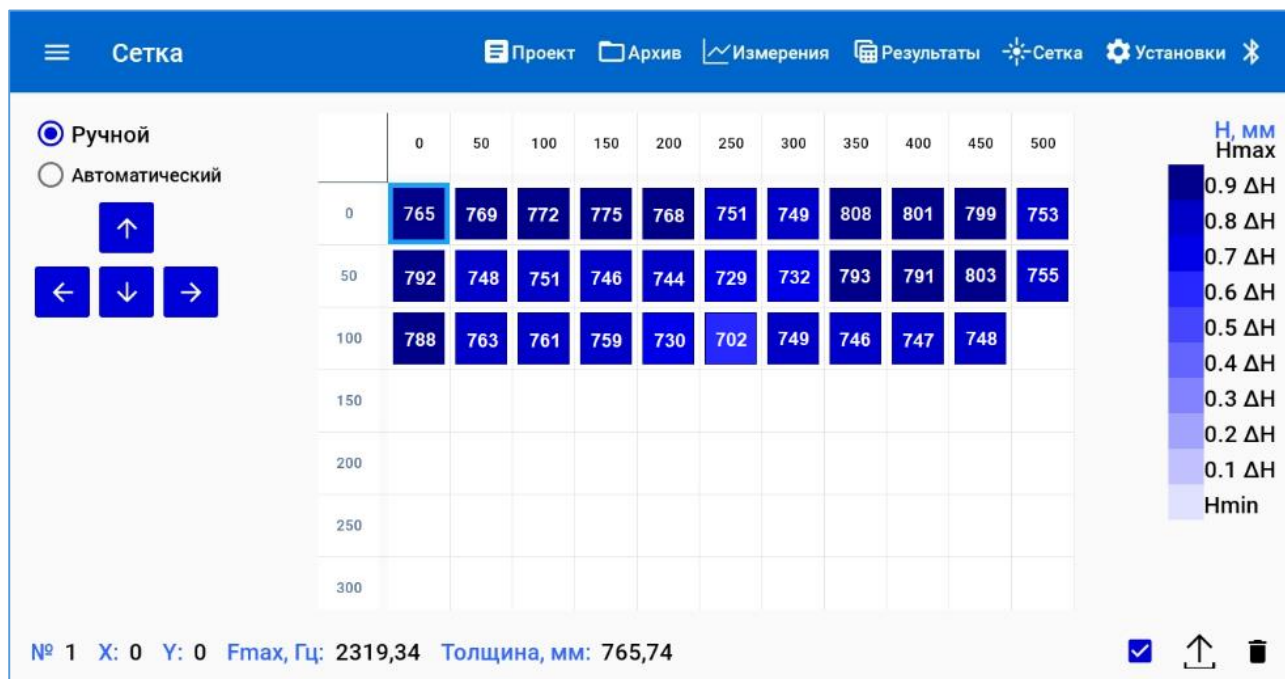 Сетка Проект Архив Измерения Результаты Сетка Установки
Ручной
Автоматический
0 50 100 150 200 250 300 350 400 450 500
0 765 769 772 775 768 751 749 808 801 799 753
50 792 748 751 746 744 729 732 793 791 803 755
100 788 763 761 759 730 702 749 746 747 748
150
200
250
300
H, мм
Hmax
0.9 ΔH
0.8 ΔH
0.7 ΔH
0.6 ΔH
0.5 ΔH
0.4 ΔH
0.3 ΔH
0.2 ΔH
0.1 ΔH
Hmin
№ 1 X: 0 Y: 0 Fmax, Гц: 2319,34 Толщина, мм: 765,74